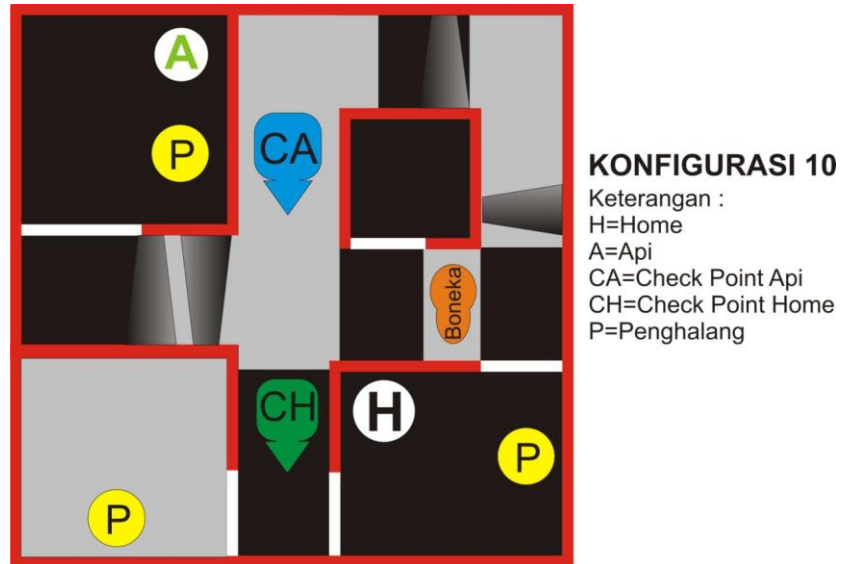 A
P
CA
Boneka
CH
H
P
P
KONFIGURASI 10
Keterangan :
H=Home
A=Api
CA=Check Point Api
CH=Check Point Home
P=Penghalang